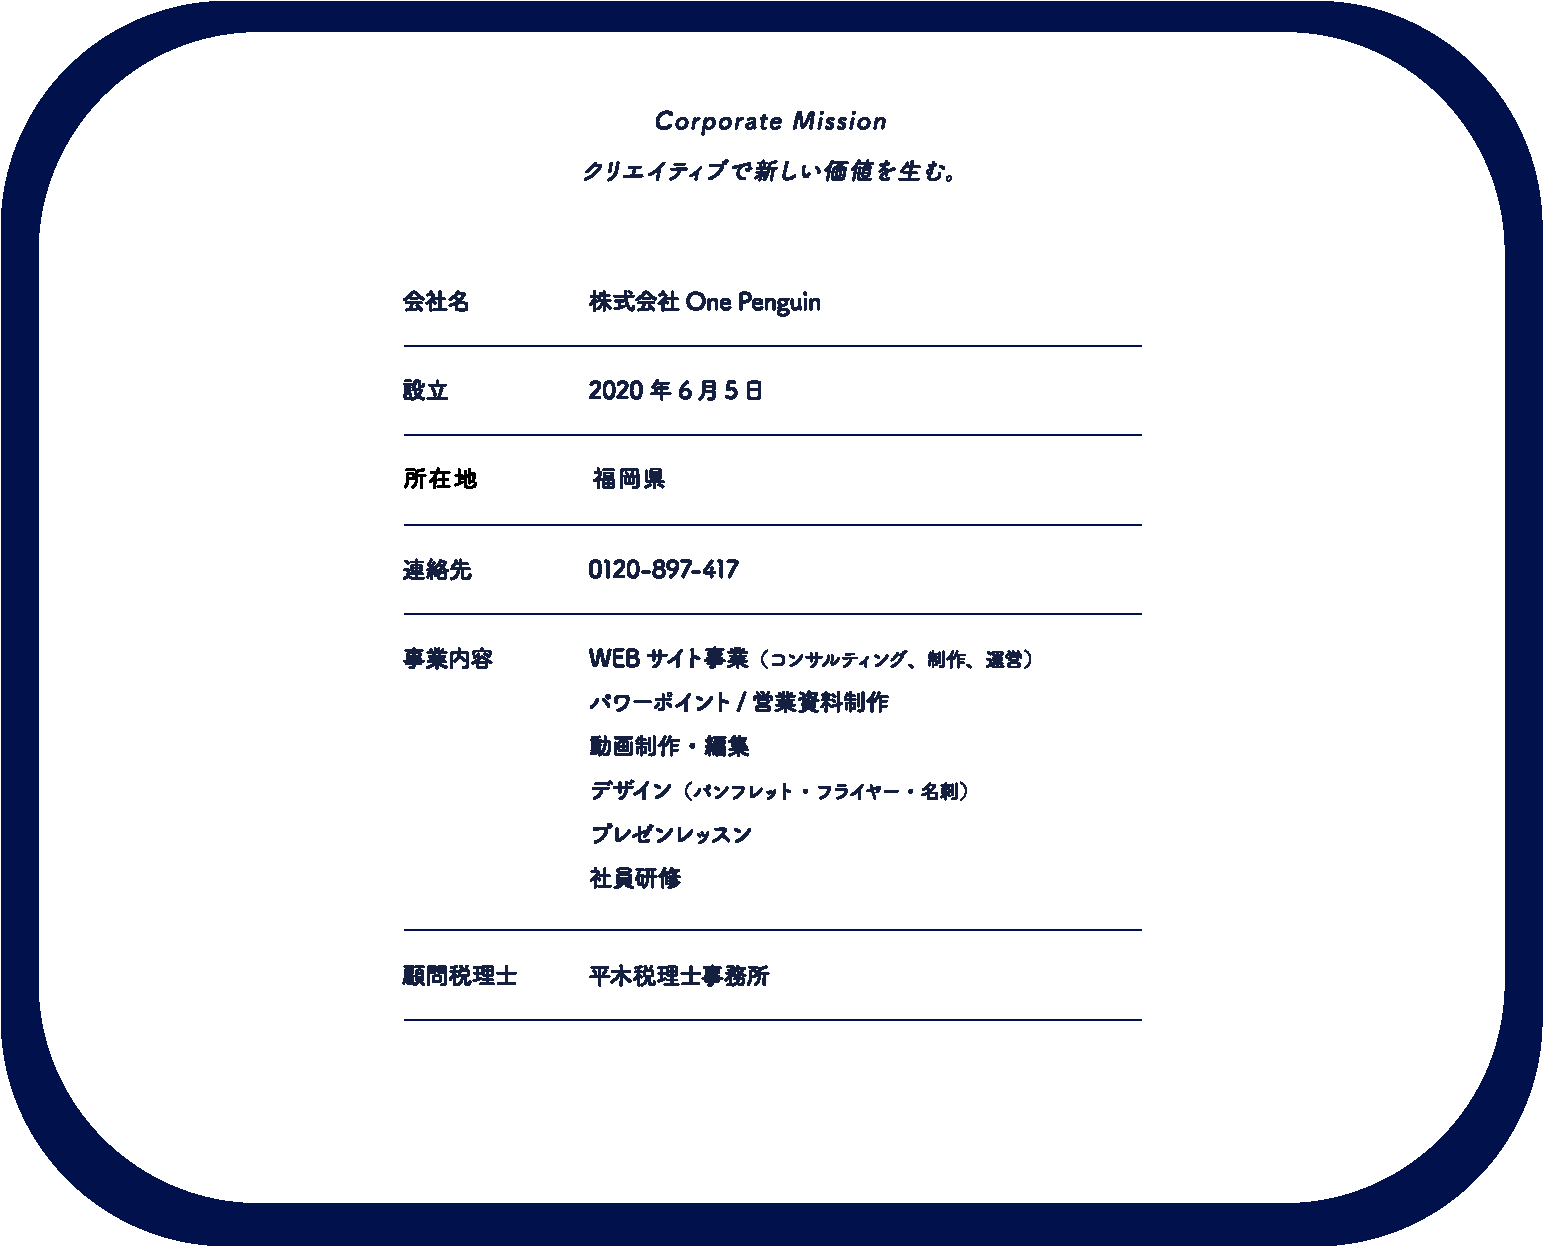 Corporate Mission
クリエイティブで新しい価値を生む。
会社名 株式会社 One Penguin
設立 2020 年 6 月 5 日
所在地 福岡県
連絡先 0120-897-417
事業内容 WEB サイト事業（コンサルティング、制作、運営）
パワーポイント / 営業資料制作
動画制作・編集
デザイン（パンフレット・フライヤー・名刺）
プレゼンレッスン
社員研修
顧問税理士 平木税理士事務所